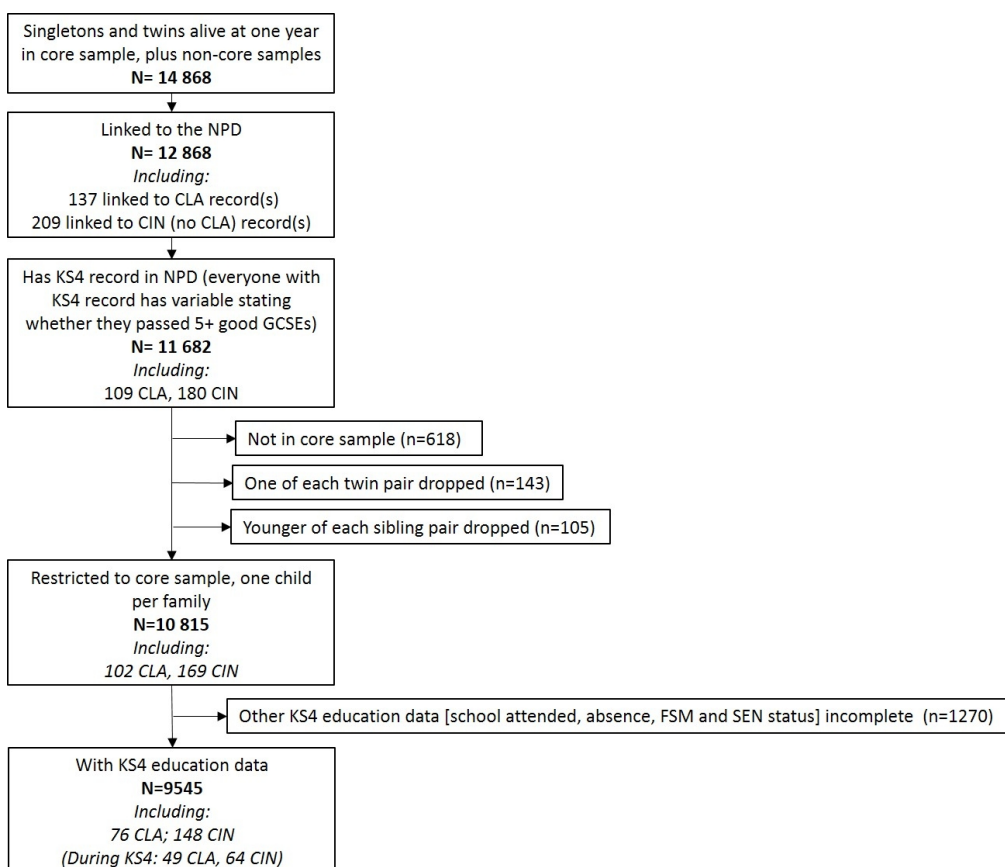 Singletons and twins alive at one year
in core sample, plus non-core samples
N= 14 868
Linked to the NPD
N= 12 868
Including:
137 linked to CLA record(s)
209 linked to CIN (no CLA) record(s)
Has KS4 record in NPD (everyone with
KS4 record has variable stating
whether they passed 5+ good GCSEs)
N= 11 682
Including:
109 CLA, 180 CIN
Not in core sample (n=618)
One of each twin pair dropped (n=143)
Younger of each sibling pair dropped (n=105)
Restricted to core sample, one child
per family
N=10 815
Including:
102 CLA, 169 CIN
Other KS4 education data [school attended, absence, FSM and SEN status] incomplete (n=1270)
With KS4 education data
N=9545
Including:
76 CLA; 148 CIN
(During KS4: 49 CLA, 64 CIN)